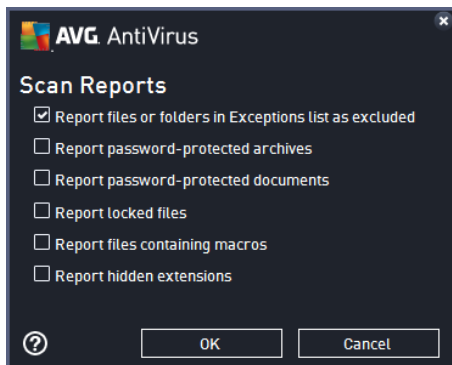 AVG. AntiVirus
Scan Reports
Report files or folders in Exceptions list as excluded
Report password-protected archives
Report password-protected documents
Report locked files
Report files containing macros
Report hidden extensions
? OK Cancel